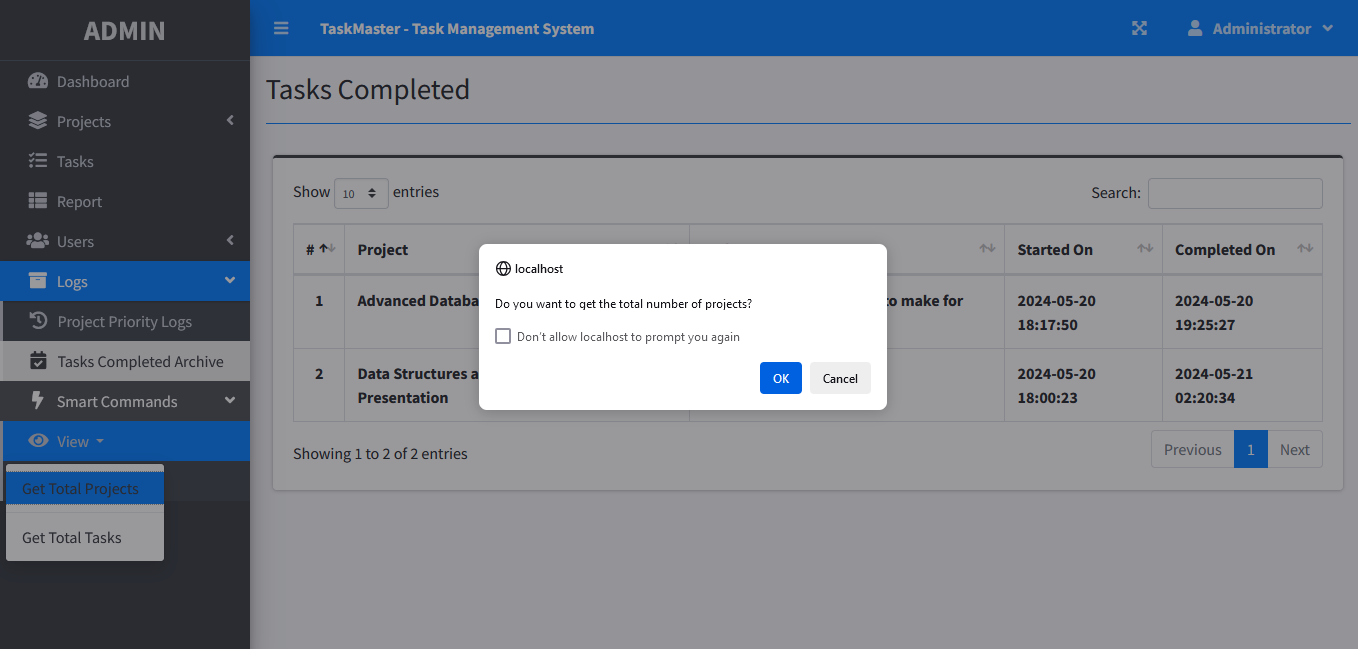 ADMIN
TaskMaster - Task Management System
Administrator
Dashboard
Projects
Tasks
Report
Users
Logs
Project Priority Logs
Tasks Completed Archive
Smart Commands
View
Get Total Projects
Get Total Tasks
Tasks Completed
Show 10 entries
Search:
# Project Started On Completed On
1 Advanced Databa to make for 2024-05-20 2024-05-20
18:17:50 19:25:27
2 Data Structures a 2024-05-20 2024-05-21
Presentation 18:00:23 02:20:34
Showing 1 to 2 of 2 entries
Previous 1 Next
localhost
Do you want to get the total number of projects?
Don't allow localhost to prompt you again
OK Cancel